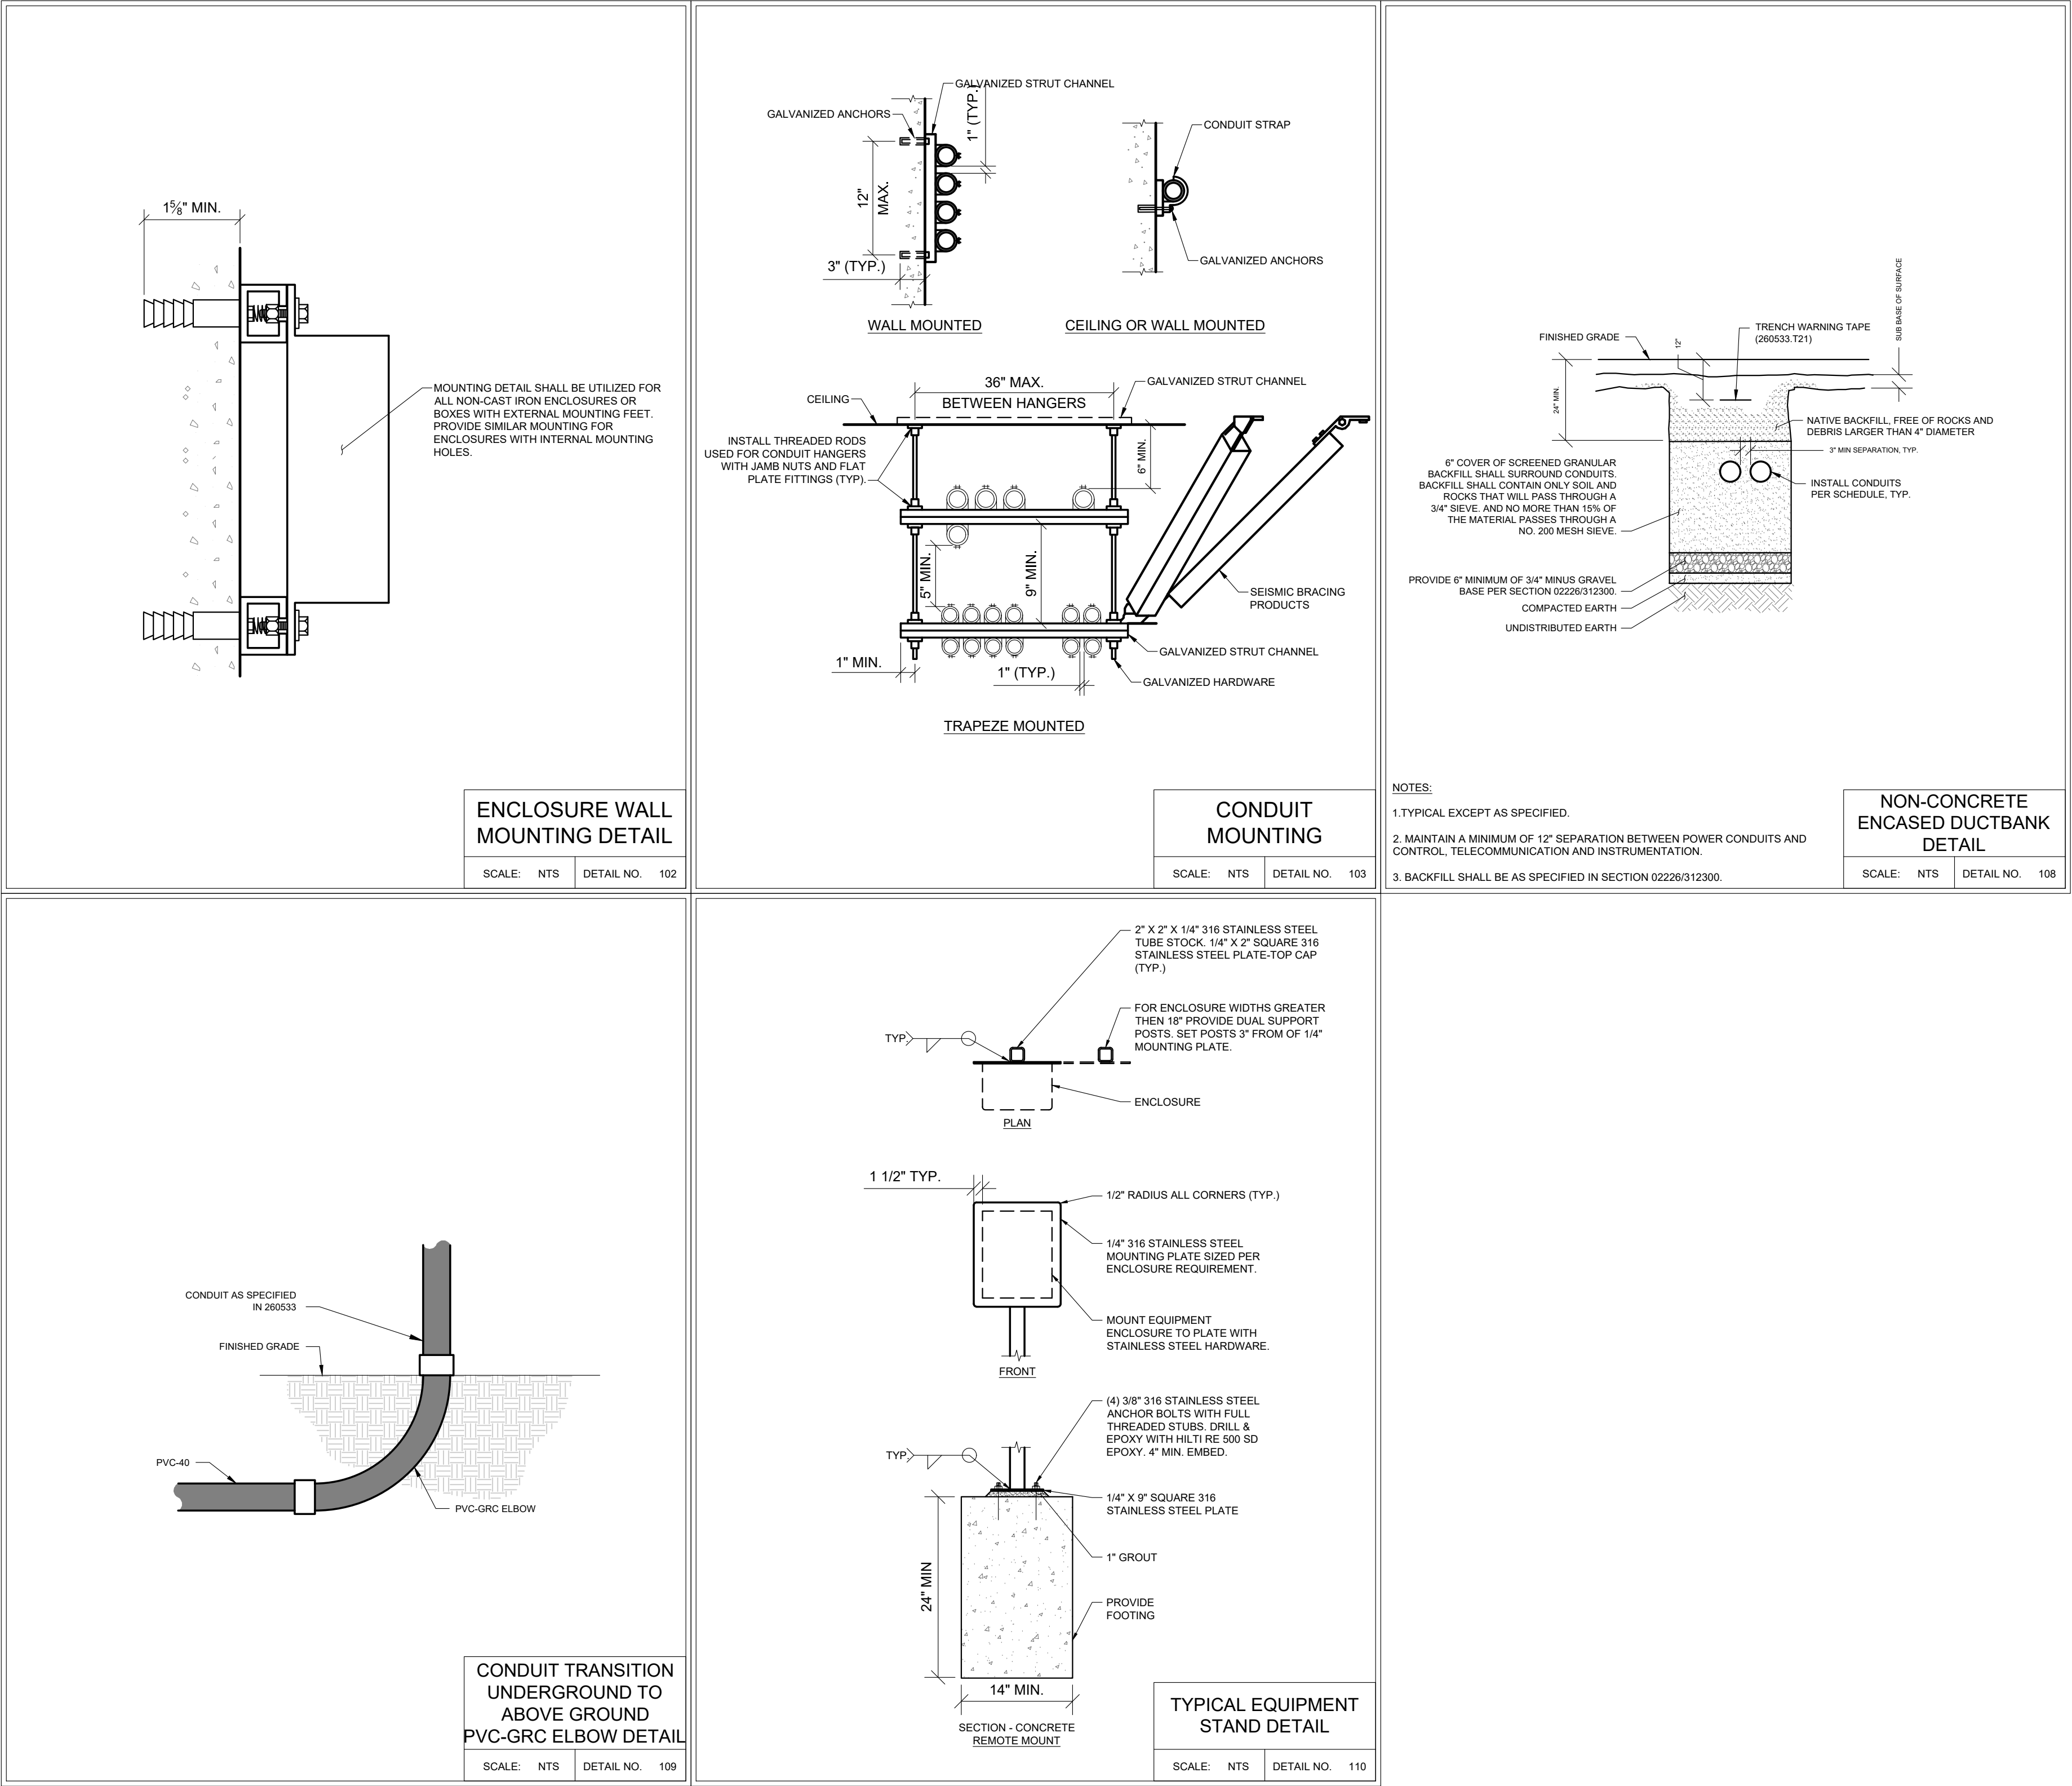 1 5/8" MIN.
MOUNTING DETAIL SHALL BE UTILIZED FOR
ALL NON-CAST IRON ENCLOSURES OR
BOXES WITH EXTERNAL MOUNTING FEET.
PROVIDE SIMILAR MOUNTING FOR
ENCLOSURES WITH INTERNAL MOUNTING
HOLES.
ENCLOSURE WALL
MOUNTING DETAIL
SCALE: NTS DETAIL NO. 102
GALVANIZED STRUT CHANNEL
GALVANIZED ANCHORS
1" (TYP.)
12"
MAX.
3" (TYP.)
WALL MOUNTED
CONDUIT STRAP
GALVANIZED ANCHORS
CEILING OR WALL MOUNTED
36" MAX.
BETWEEN HANGERS
GALVANIZED STRUT CHANNEL
CEILING
INSTALL THREADED RODS
USED FOR CONDUIT HANGERS
WITH JAMB NUTS AND FLAT
PLATE FITTINGS (TYP).
6" MIN.
5" MIN.
9" MIN.
SEISMIC BRACING
PRODUCTS
GALVANIZED STRUT CHANNEL
1" MIN.
1" (TYP.)
GALVANIZED HARDWARE
TRAPEZE MOUNTED
CONDUIT
MOUNTING
SCALE: NTS DETAIL NO. 103
SUB BASE OF SURFACE
TRENCH WARNING TAPE
(260533.T21)
FINISHED GRADE
12"
24" MIN.
NATIVE BACKFILL, FREE OF ROCKS AND
DEBRIS LARGER THAN 4" DIAMETER
3" MIN SEPARATION, TYP.
6" COVER OF SCREENED GRANULAR
BACKFILL SHALL SURROUND CONDUITS.
BACKFILL SHALL CONTAIN ONLY SOIL AND
ROCKS THAT WILL PASS THROUGH A
3/4" SIEVE. AND NO MORE THAN 15% OF
THE MATERIAL PASSES THROUGH A
NO. 200 MESH SIEVE.
INSTALL CONDUITS
PER SCHEDULE, TYP.
PROVIDE 6" MINIMUM OF 3/4" MINUS GRAVEL
BASE PER SECTION 02226/312300.
COMPACTED EARTH
UNDISTRIBUTED EARTH
NOTES:
1.TYPICAL EXCEPT AS SPECIFIED.
2. MAINTAIN A MINIMUM OF 12" SEPARATION BETWEEN POWER CONDUITS AND
CONTROL, TELECOMMUNICATION AND INSTRUMENTATION.
3. BACKFILL SHALL BE AS SPECIFIED IN SECTION 02226/312300.
NON-CONCRETE
ENCASED DUCTBANK
DETAIL
SCALE: NTS DETAIL NO. 108
CONDUIT AS SPECIFIED
IN 260533
FINISHED GRADE
PVC-40
PVC-GRC ELBOW
CONDUIT TRANSITION
UNDERGROUND TO
ABOVE GROUND
PVC-GRC ELBOW DETAIL
SCALE: NTS DETAIL NO. 109
2" X 2" X 1/4" 316 STAINLESS STEEL
TUBE STOCK. 1/4" X 2" SQUARE 316
STAINLESS STEEL PLATE-TOP CAP
(TYP.)
FOR ENCLOSURE WIDTHS GREATER
THEN 18" PROVIDE DUAL SUPPORT
POSTS. SET POSTS 3" FROM OF 1/4"
MOUNTING PLATE.
TYP.
ENCLOSURE
PLAN
1 1/2" TYP.
1/2" RADIUS ALL CORNERS (TYP.)
1/4" 316 STAINLESS STEEL
MOUNTING PLATE SIZED PER
ENCLOSURE REQUIREMENT.
MOUNT EQUIPMENT
ENCLOSURE TO PLATE WITH
STAINLESS STEEL HARDWARE.
FRONT
(4) 3/8" 316 STAINLESS STEEL
ANCHOR BOLTS WITH FULL
THREADED STUBS. DRILL &
EPOXY WITH HILTI RE 500 SD
EPOXY. 4" MIN. EMBED.
TYP.
1/4" X 9" SQUARE 316
STAINLESS STEEL PLATE
1" GROUT
24" MIN
PROVIDE
FOOTING
14" MIN.
SECTION - CONCRETE
REMOTE MOUNT
TYPICAL EQUIPMENT
STAND DETAIL
SCALE: NTS DETAIL NO. 110